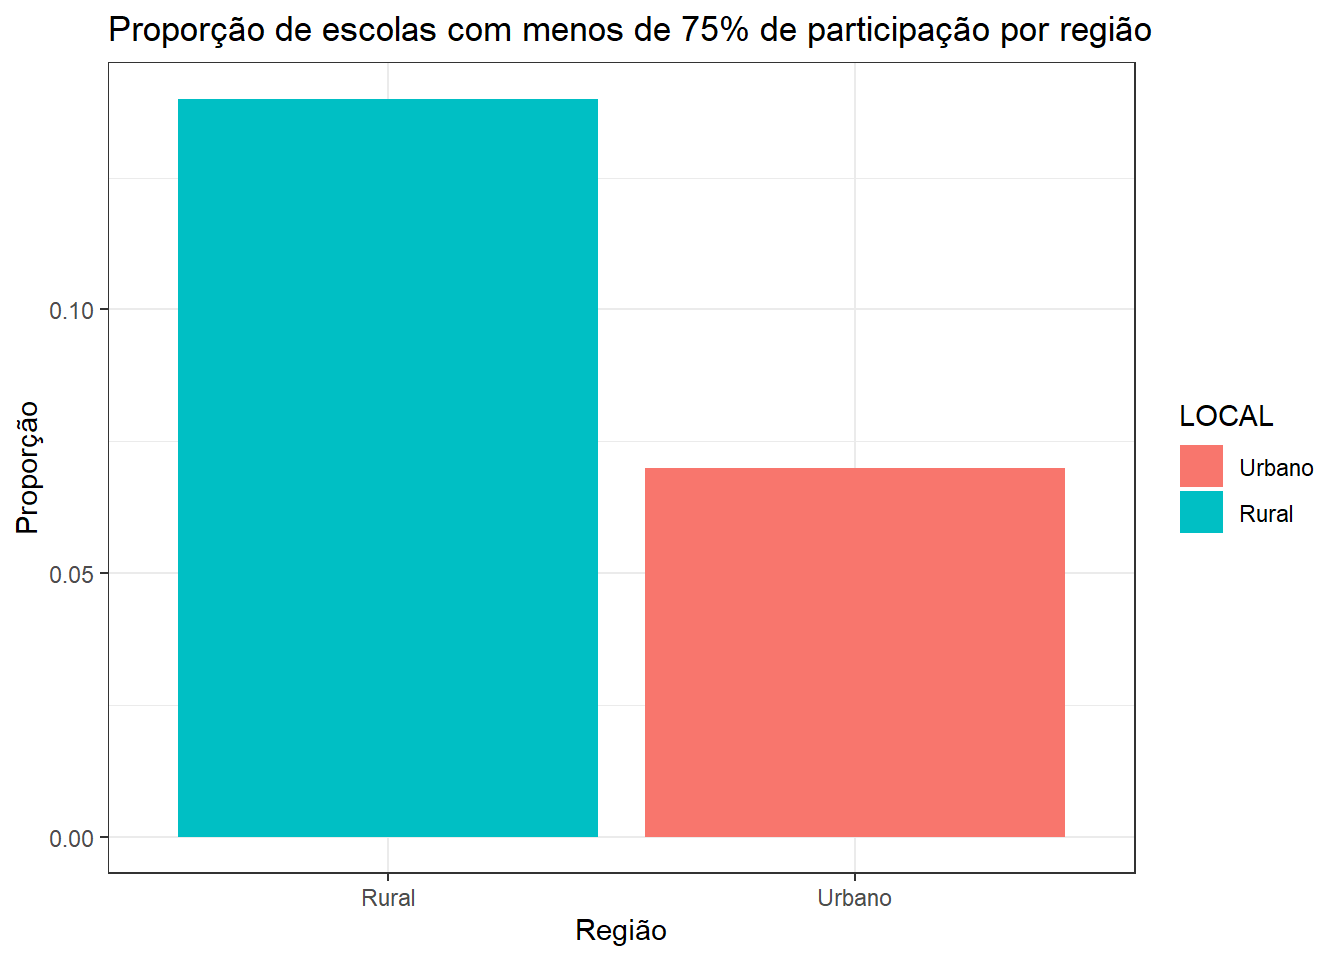 Proporção de escolas com menos de 75% de participação por região
Proporção
0.10
0.05
0.00
Rural
Urbano
Região
LOCAL
Urbano
Rural